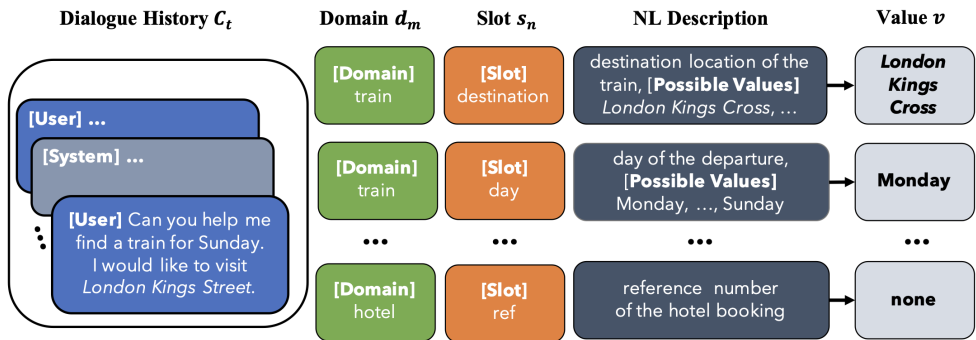 Dialogue History C_t
Domain d_m
Slot s_n
NL Description
Value v
[User] ...
[System] ...
[User] Can you help me
find a train for Sunday.
I would like to visit
London Kings Street.
[Domain]
train
[Slot]
destination
destination location of the
train, [Possible Values]
London Kings Cross, ...
London
Kings
Cross
[Domain]
train
[Slot]
day
day of the departure,
[Possible Values]
Monday, ..., Sunday
Monday
... ... ... ...
[Domain]
hotel
[Slot]
ref
reference number
of the hotel booking
none